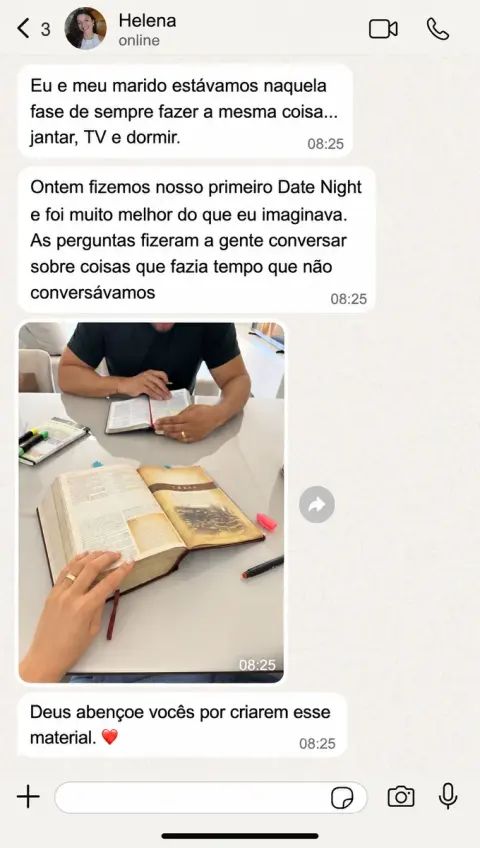 3
Helena
online
Eu e meu marido estávamos naquela
fase de sempre fazer a mesma coisa...
jantar, TV e dormir.
08:25
Ontem fizemos nosso primeiro Date Night
e foi muito melhor do que eu imaginava.
As perguntas fizeram a gente conversar
sobre coisas que fazia tempo que não
conversávamos
08:25
08:25
Deus abençoe vocês por criarem esse
material. ❤️
08:25